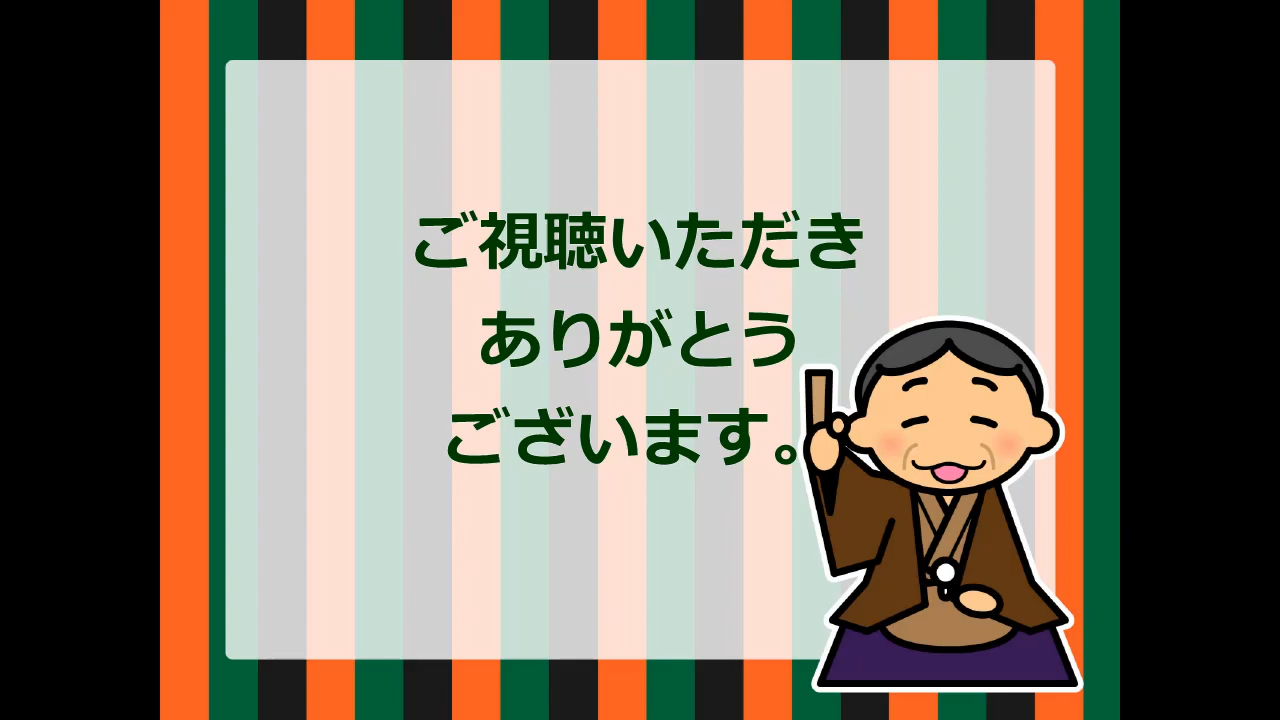 ご視聴いただき
ありがとう
ございます。